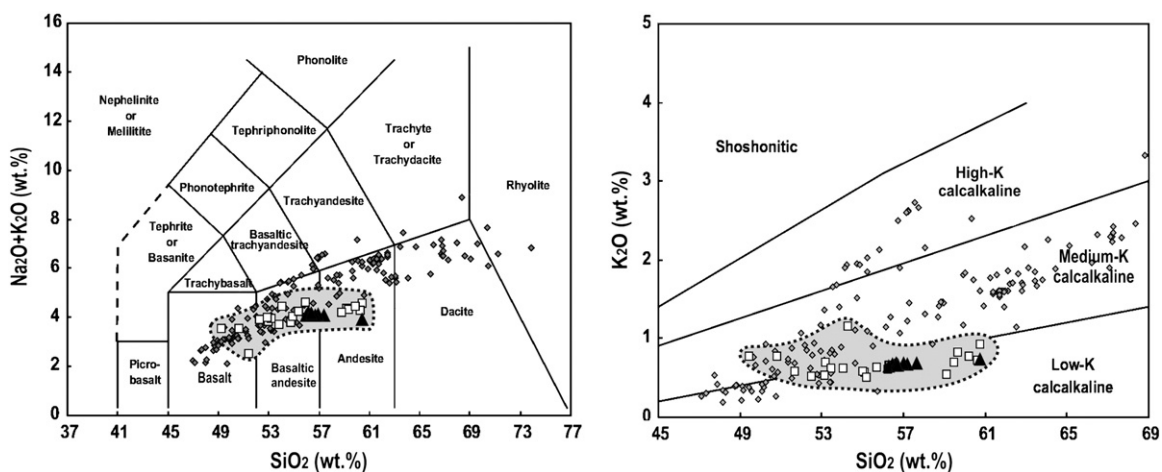 16
14
12
10
8
6
4
2
0
Na2O+K2O (wt.%)
Phonolite
Nephelinite
or
Melilitite
Tephriphonolite
Trachyte
or
Trachydacite
Phonotephrite
Trachyandesite
Rhyolite
Tephrite
or
Basanite
Basaltic
trachyandesite
Trachybasalt
Dacite
Picro-
basalt
Basalt
Basaltic
andesite
Andesite
37 41 45 49 53 57 61 65 69 73 77
SiO2 (wt.%)
5
4
3
2
1
0
K2O (wt.%)
Shoshonitic
High-K
calcalkaline
Medium-K
calcalkaline
Low-K
calcalkaline
45 49 53 57 61 65 69
SiO2 (wt.%)